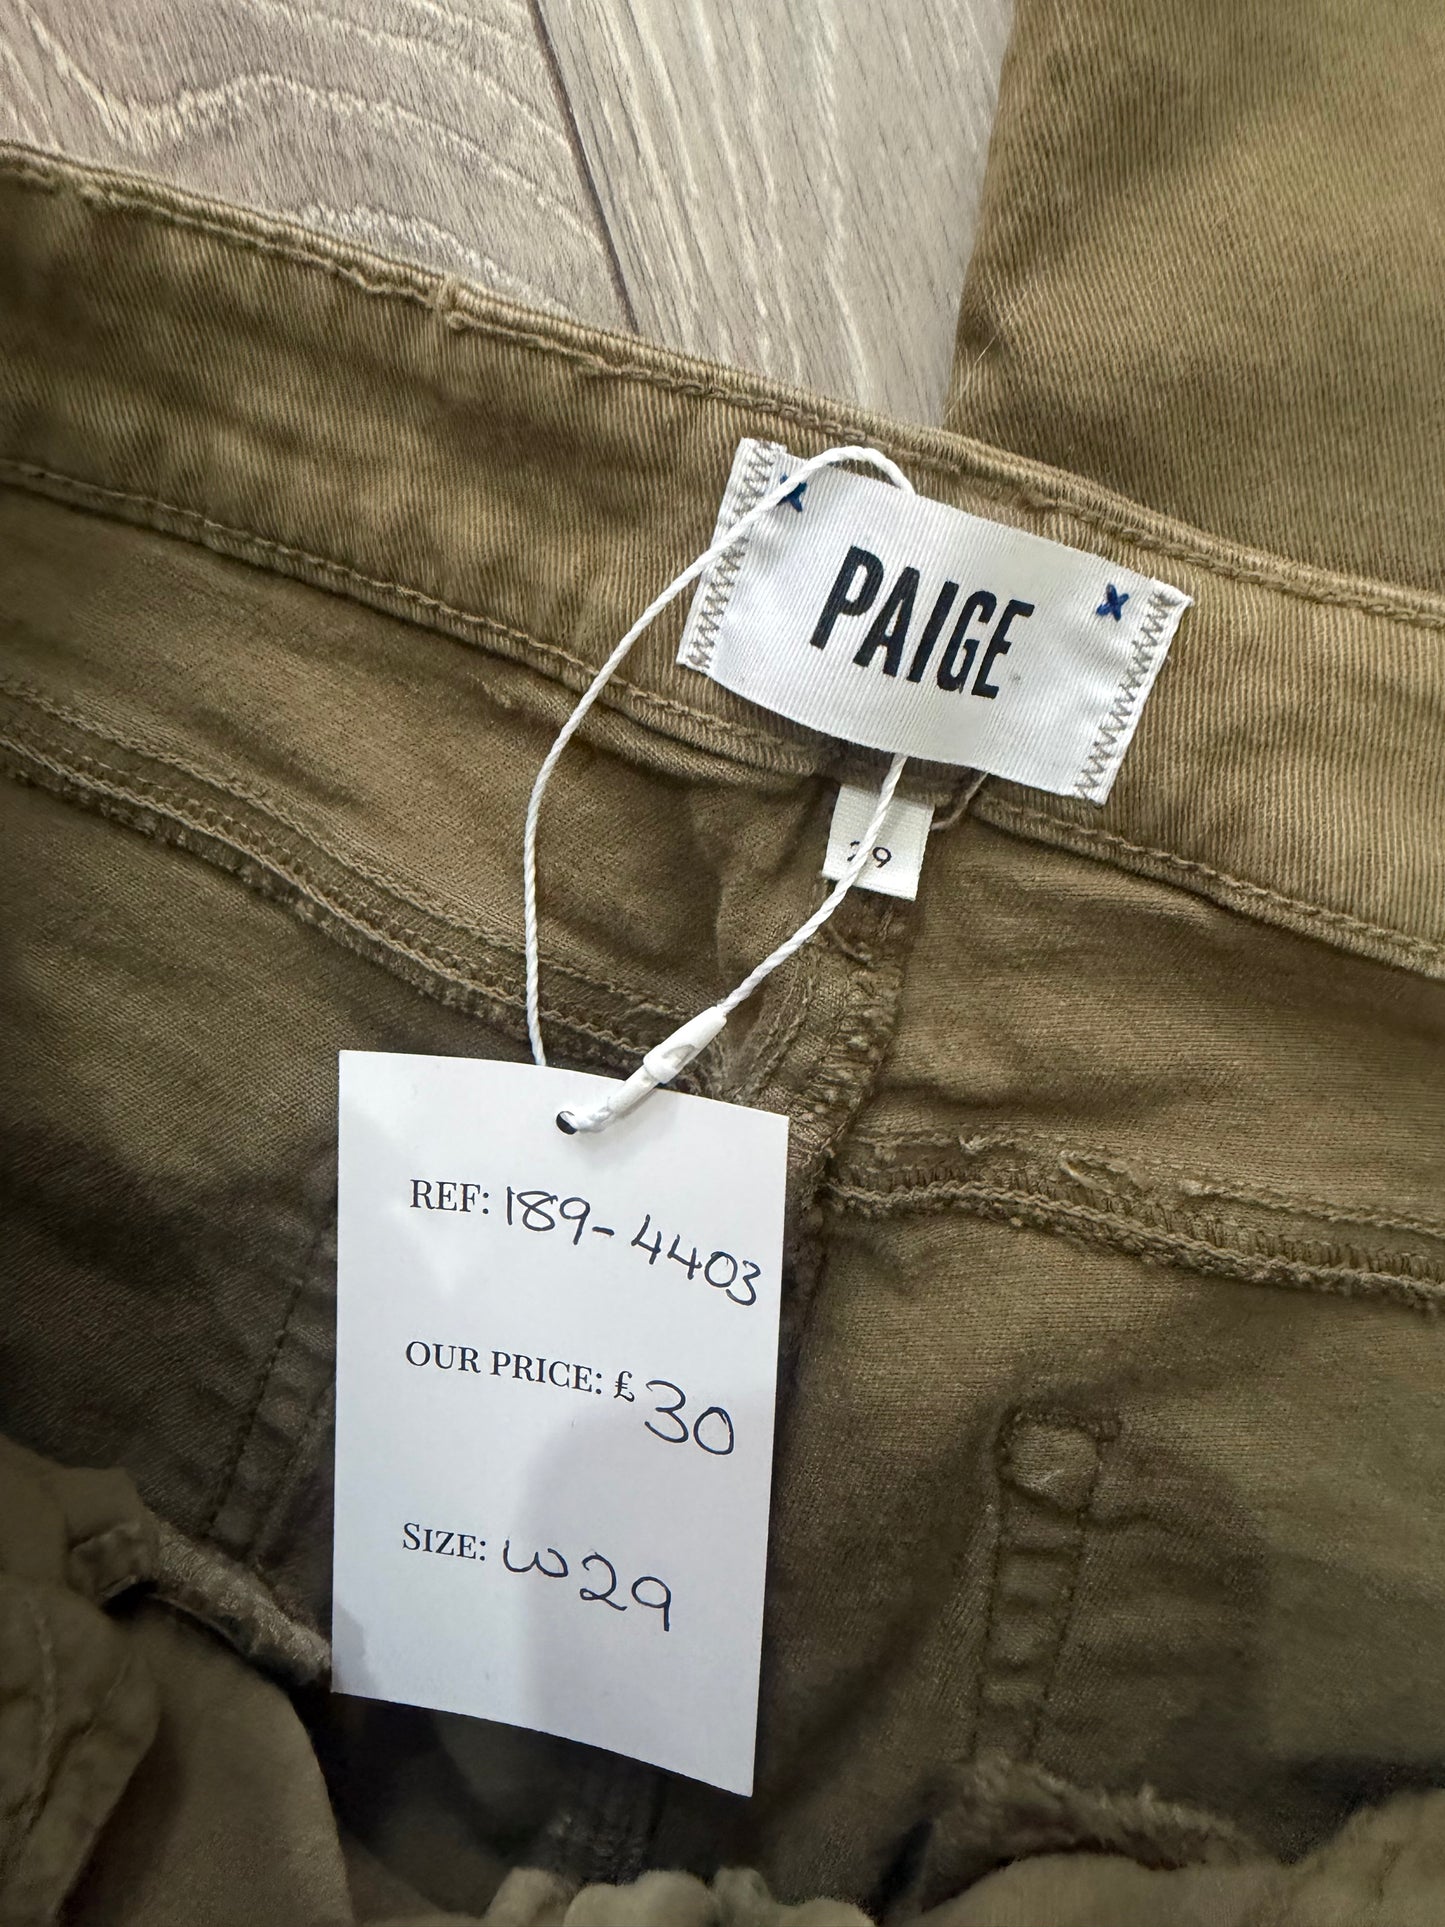 PAIGE
29
REF: 189-4403
OUR PRICE: £30
SIZE: W29